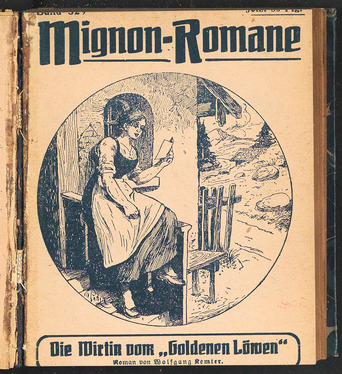 Mignon-Romane
Die Wirtin vom „Goldenen Löwen“
Roman von Wolfgang Kemter.